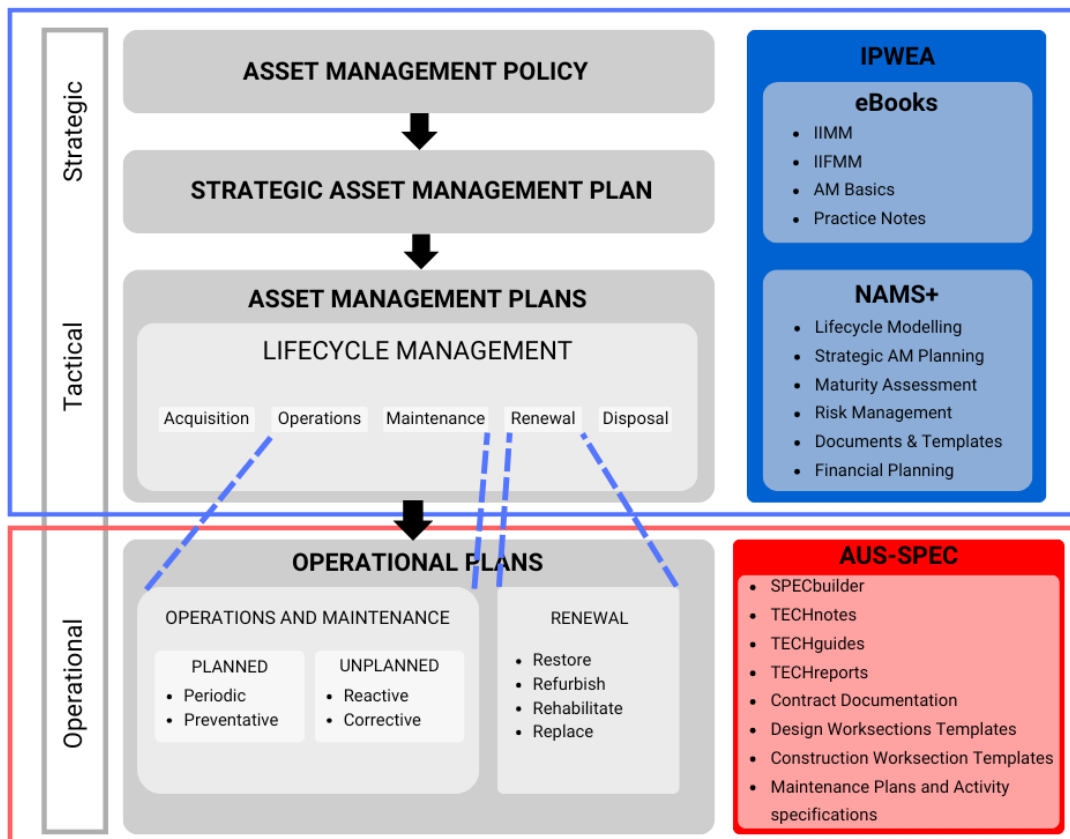 Strategic
Tactical
Operational
ASSET MANAGEMENT POLICY
STRATEGIC ASSET MANAGEMENT PLAN
ASSET MANAGEMENT PLANS
LIFECYCLE MANAGEMENT
Acquisition Operations Maintenance Renewal Disposal
OPERATIONAL PLANS
OPERATIONS AND MAINTENANCE
PLANNED
• Periodic
• Preventative
UNPLANNED
• Reactive
• Corrective
RENEWAL
• Restore
• Refurbish
• Rehabilitate
• Replace
IPWEA
eBooks
• IIMM
• IIFMM
• AM Basics
• Practice Notes
NAMS+
• Lifecycle Modelling
• Strategic AM Planning
• Maturity Assessment
• Risk Management
• Documents & Templates
• Financial Planning
AUS-SPEC
• SPECbuilder
• TECHnotes
• TECHguides
• TECHreports
• Contract Documentation
• Design Worksections Templates
• Construction Worksection Templates
• Maintenance Plans and Activity
specifications